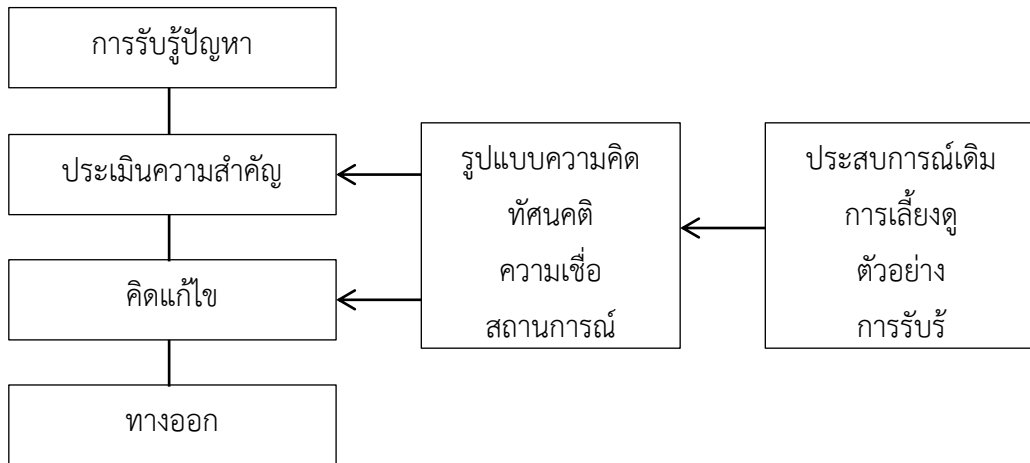 การรับรู้ปัญหา
ประเมินความสำคัญ
คิดแก้ไข
ทางออก
รูปแบบความคิด
ทัศนคติ
ความเชื่อ
สถานการณ์
ประสบการณ์เดิม
การเลี้ยงดู
ตัวอย่าง
การรับร้